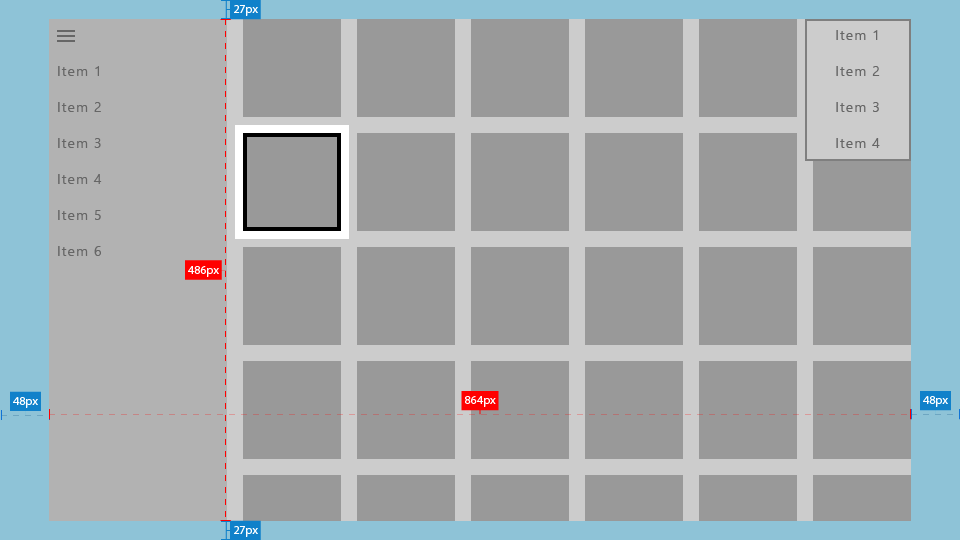 27px
Item 1
Item 2
Item 3
Item 4
Item 5
Item 6
Item 1
Item 2
Item 3
Item 4
486px
48px
864px
48px
27px